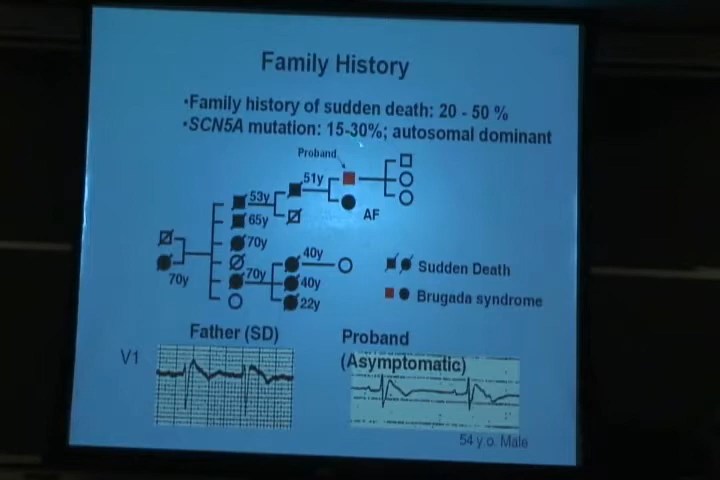 Family History
•Family history of sudden death: 20 - 50 %
•SCN5A mutation: 15-30%; autosomal dominant
Proband
51y
53y
AF
65y
70y
40y
70y
70y
40y
22y
Sudden Death
Brugada syndrome
Father (SD)
Proband
(Asymptomatic)
V1
54 y.o. Male